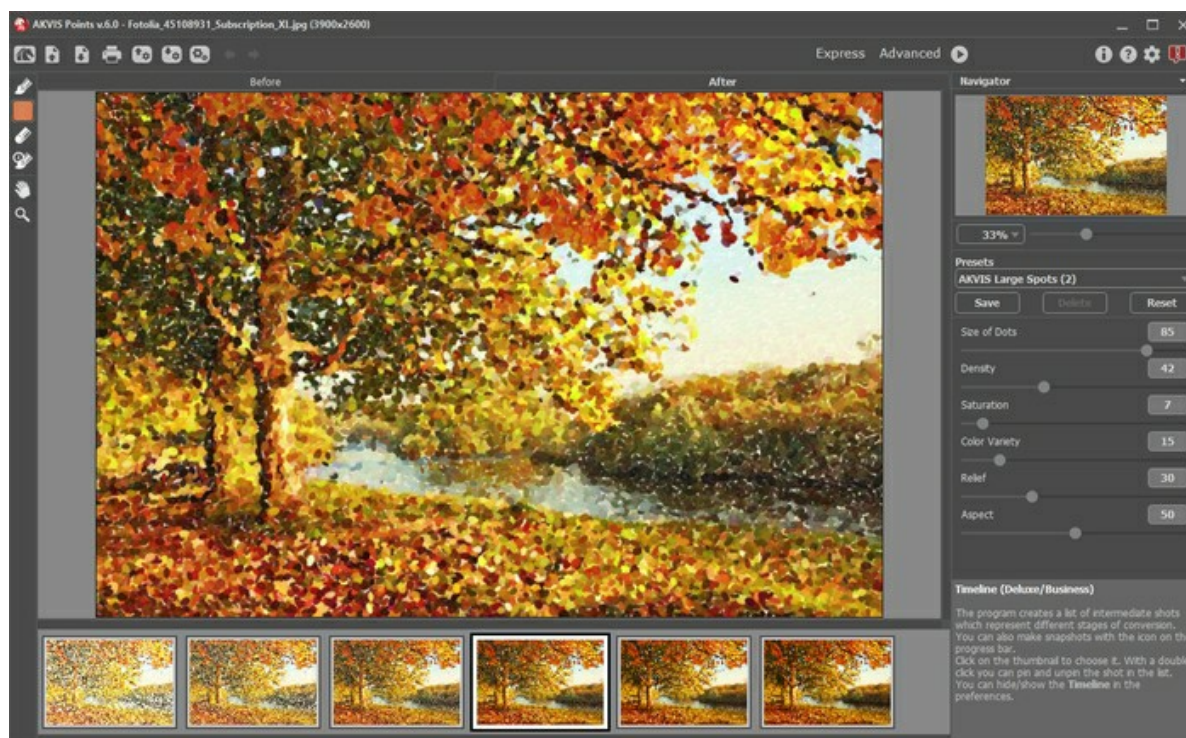 AKVIS Points v.6.0 - Fotolia_45108931_Subscription_XL.jpg (3900x2600)
Express Advanced
Before After
Navigator
33%
Presets
AKVIS Large Spots (2)
Save Delete Reset
Size of Dots 85
Density 42
Saturation 7
Color Variety 15
Relief 30
Aspect 50
Timeline (Deluxe/Business)
The program creates a list of intermediate shots
which represent different stages of conversion.
You can also make snapshots with the icon on the
progress bar.
Click on the thumbnail to choose it. With a double
click you can pin and unpin the shot in the list.
You can hide/show the Timeline in the
preferences.